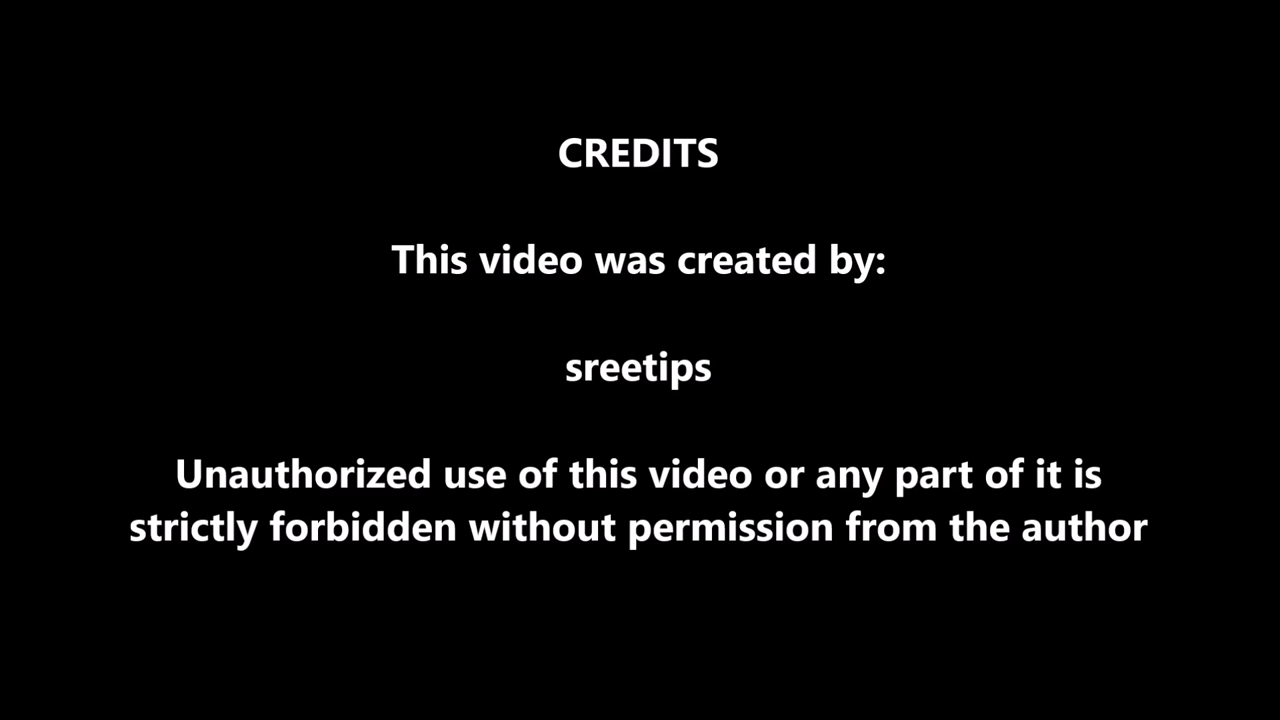 CREDITS
This video was created by:
sreetips
Unauthorized use of this video or any part of it is
strictly forbidden without permission from the author